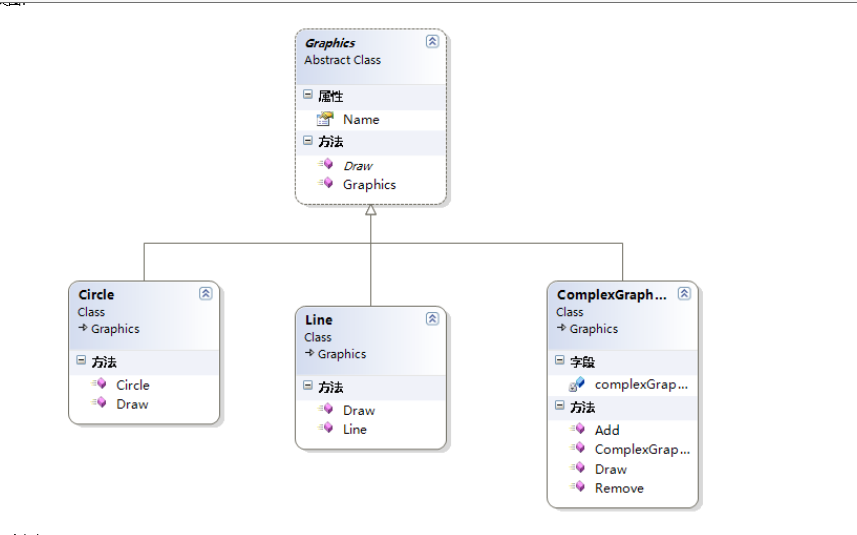 Graphics
Abstract Class
属性
Name
方法
Draw
Graphics
Circle
Class
Graphics
方法
Circle
Draw
Line
Class
Graphics
方法
Draw
Line
ComplexGraph...
Class
Graphics
字段
complexGrap...
方法
Add
ComplexGrap...
Draw
Remove